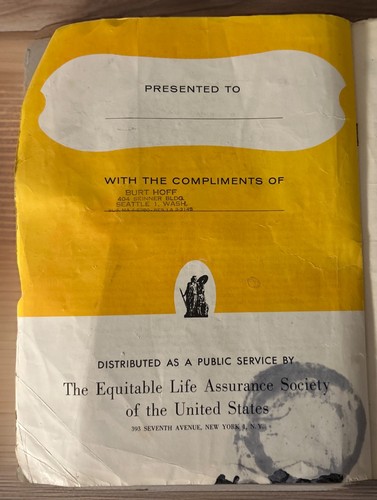 PRESENTED TO
WITH THE COMPLIMENTS OF
BURT HOFF
404 SKINNER BLDG.
SEATTLE 1, WASH.
DISTRIBUTED AS A PUBLIC SERVICE BY
The Equitable Life Assurance Society
of the United States
393 SEVENTH AVENUE, NEW YORK 1, N. Y.